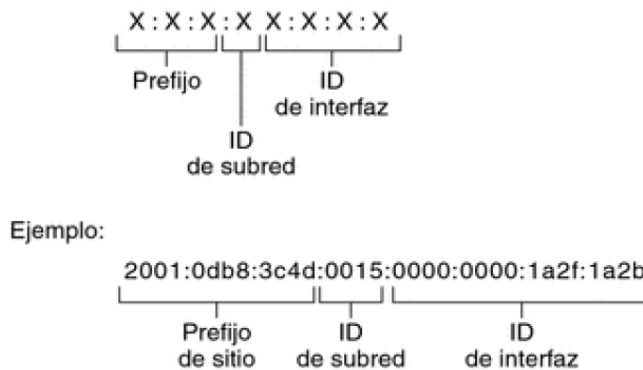 X : X : X : X X : X : X : X
Prefijo
ID
de interfaz
ID
de subred
Ejemplo:
2001:0db8:3c4d:0015:0000:0000:1a2f:1a2b
Prefijo
de sitio
ID
de subred
ID
de interfaz